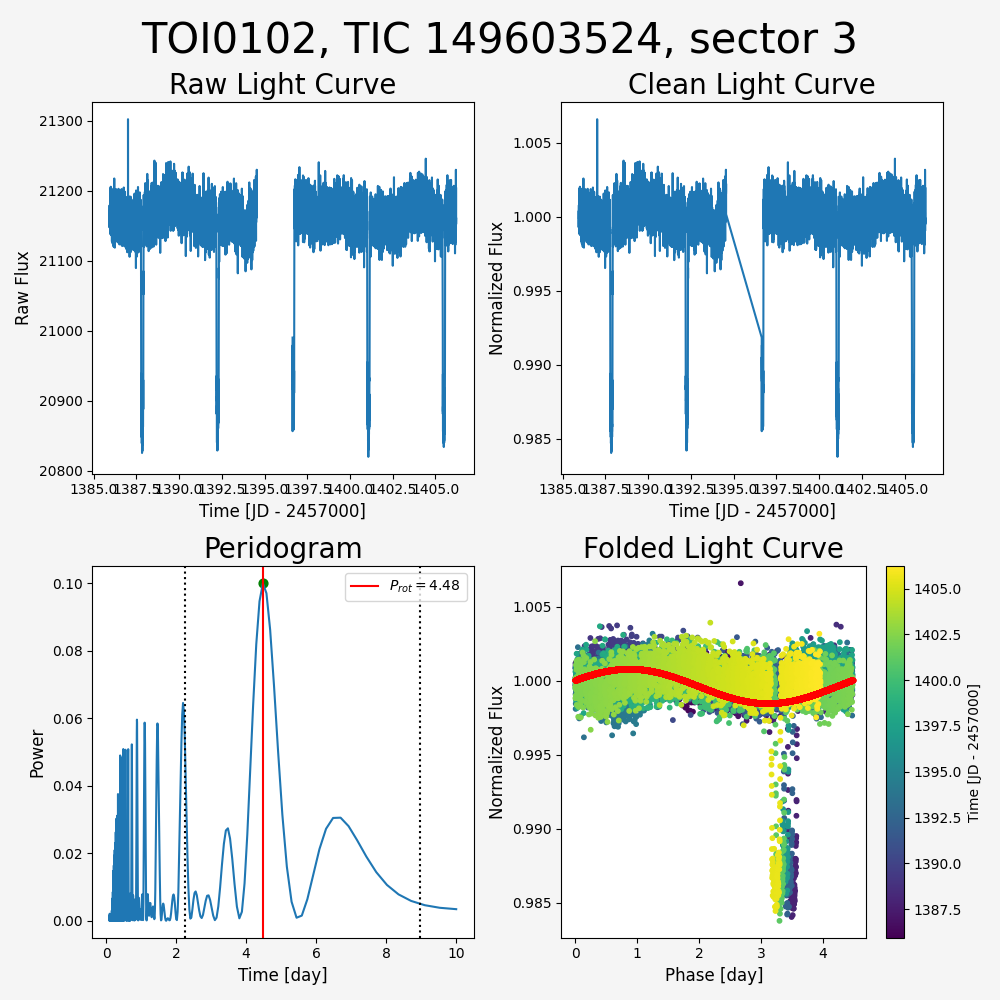 TOI0102, TIC 149603524, sector 3
Raw Light Curve
Clean Light Curve
21300
21200
21100
21000
20900
20800
Raw Flux
1385.0 1387.5 1390.0 1392.5 1395.0 1397.5 1400.0 1402.5 1405.0
Time [JD - 2457000]
1.005
1.000
0.995
0.990
0.985
Normalized Flux
1385.0 1387.5 1390.0 1392.5 1395.0 1397.5 1400.0 1402.5 1405.0
Time [JD - 2457000]
Peridogram
Folded Light Curve
0.10
0.08
0.06
0.04
0.02
0.00
Power
P_rot = 4.48
0 2 4 6 8 10
Time [day]
1.005
1.000
0.995
0.990
0.985
Normalized Flux
0 1 2 3 4
Phase [day]
1405.0
1402.5
1400.0
1397.5
1395.0
1392.5
1390.0
1387.5
Time [JD - 2457000]